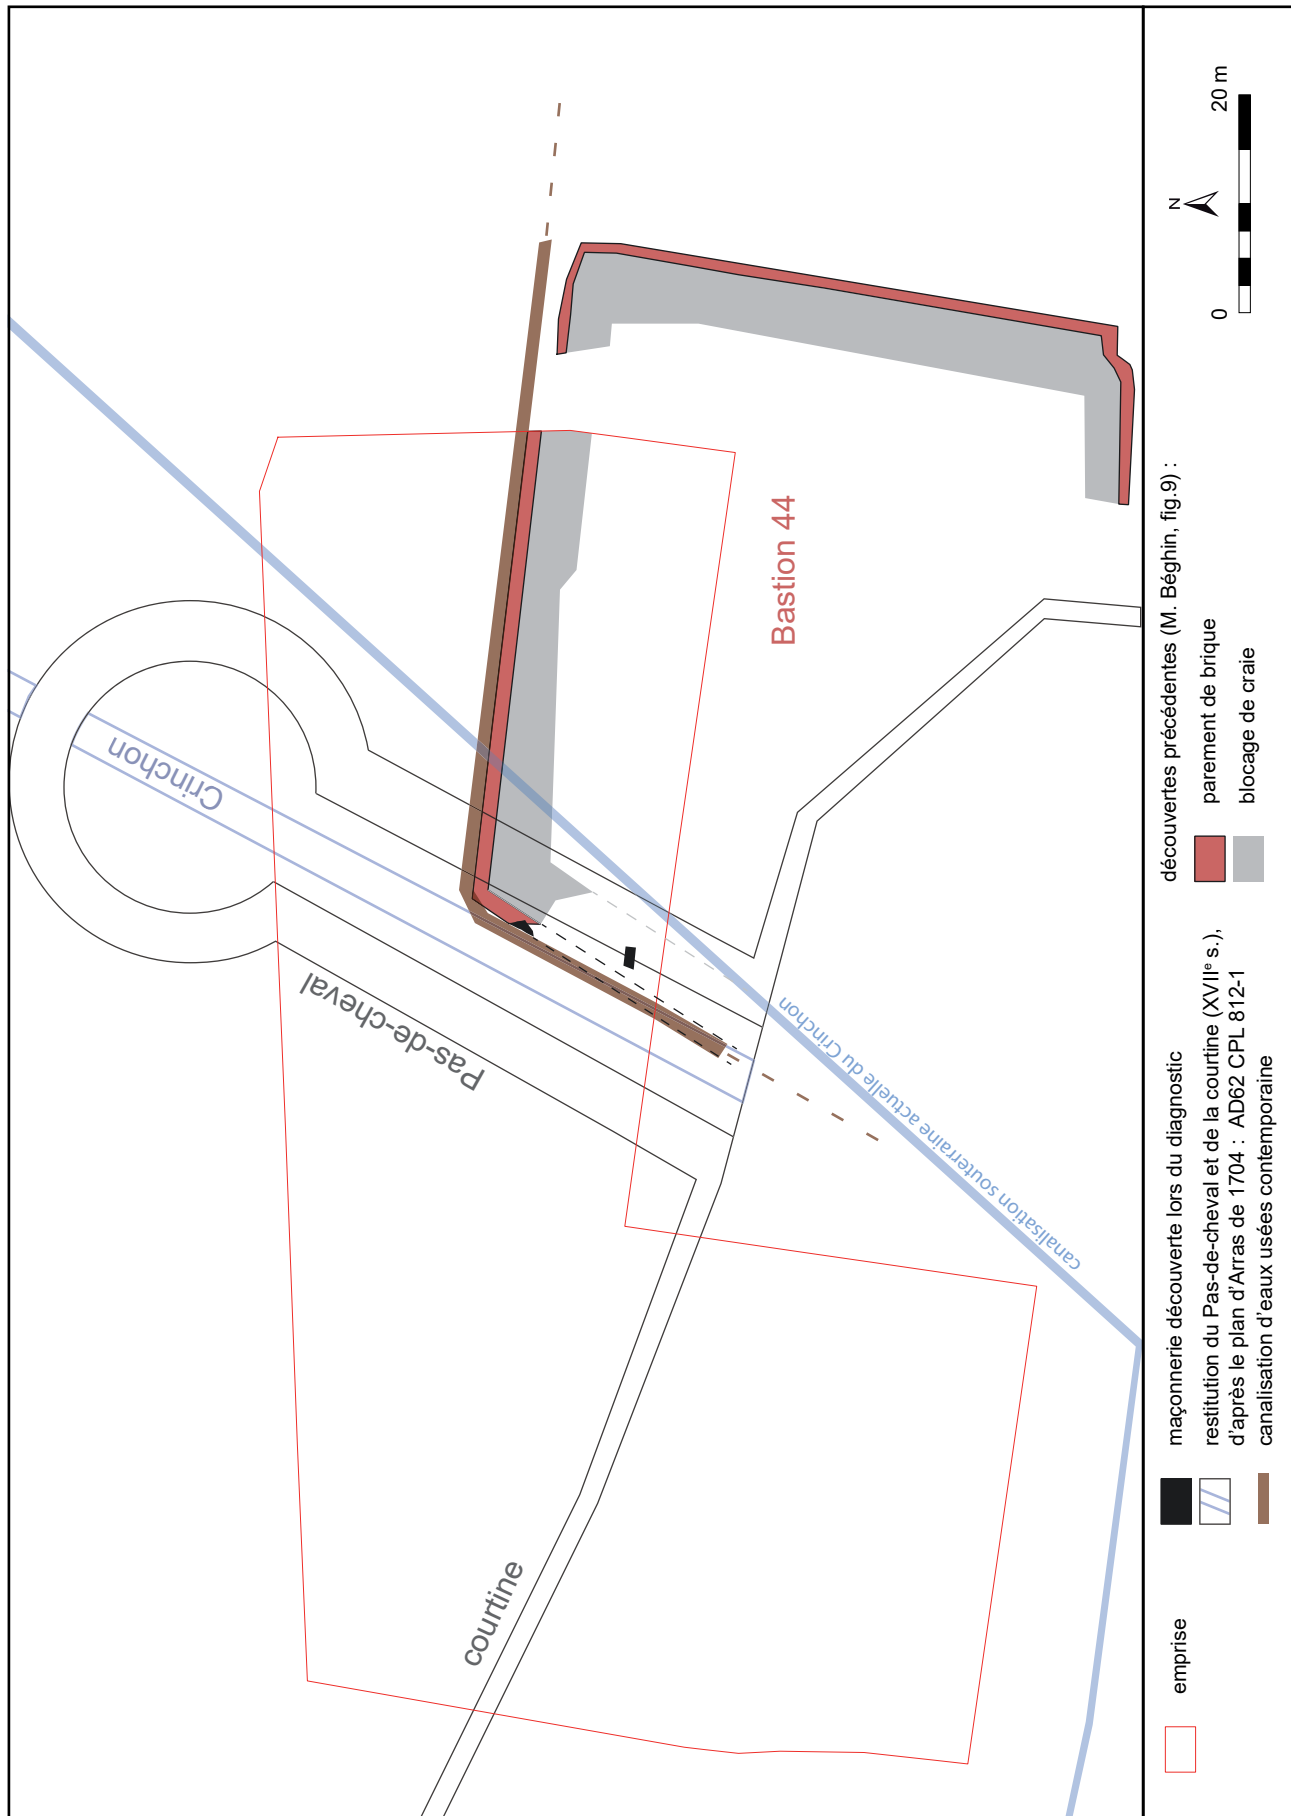 Crinchon
Pas-de-cheval
Bastion 44
canalisation souterraine actuelle du Crinchon
courtine
emprise
maçonnerie découverte lors du diagnostic
restitution du Pas-de-cheval et de la courtine (XVIIe s.),
d'après le plan d'Arras de 1704 : AD62 CPL 812-1
canalisation d'eaux usées contemporaine
découvertes précédentes (M. Béghin, fig.9) :
parement de brique
blocage de craie
N
0 20 m